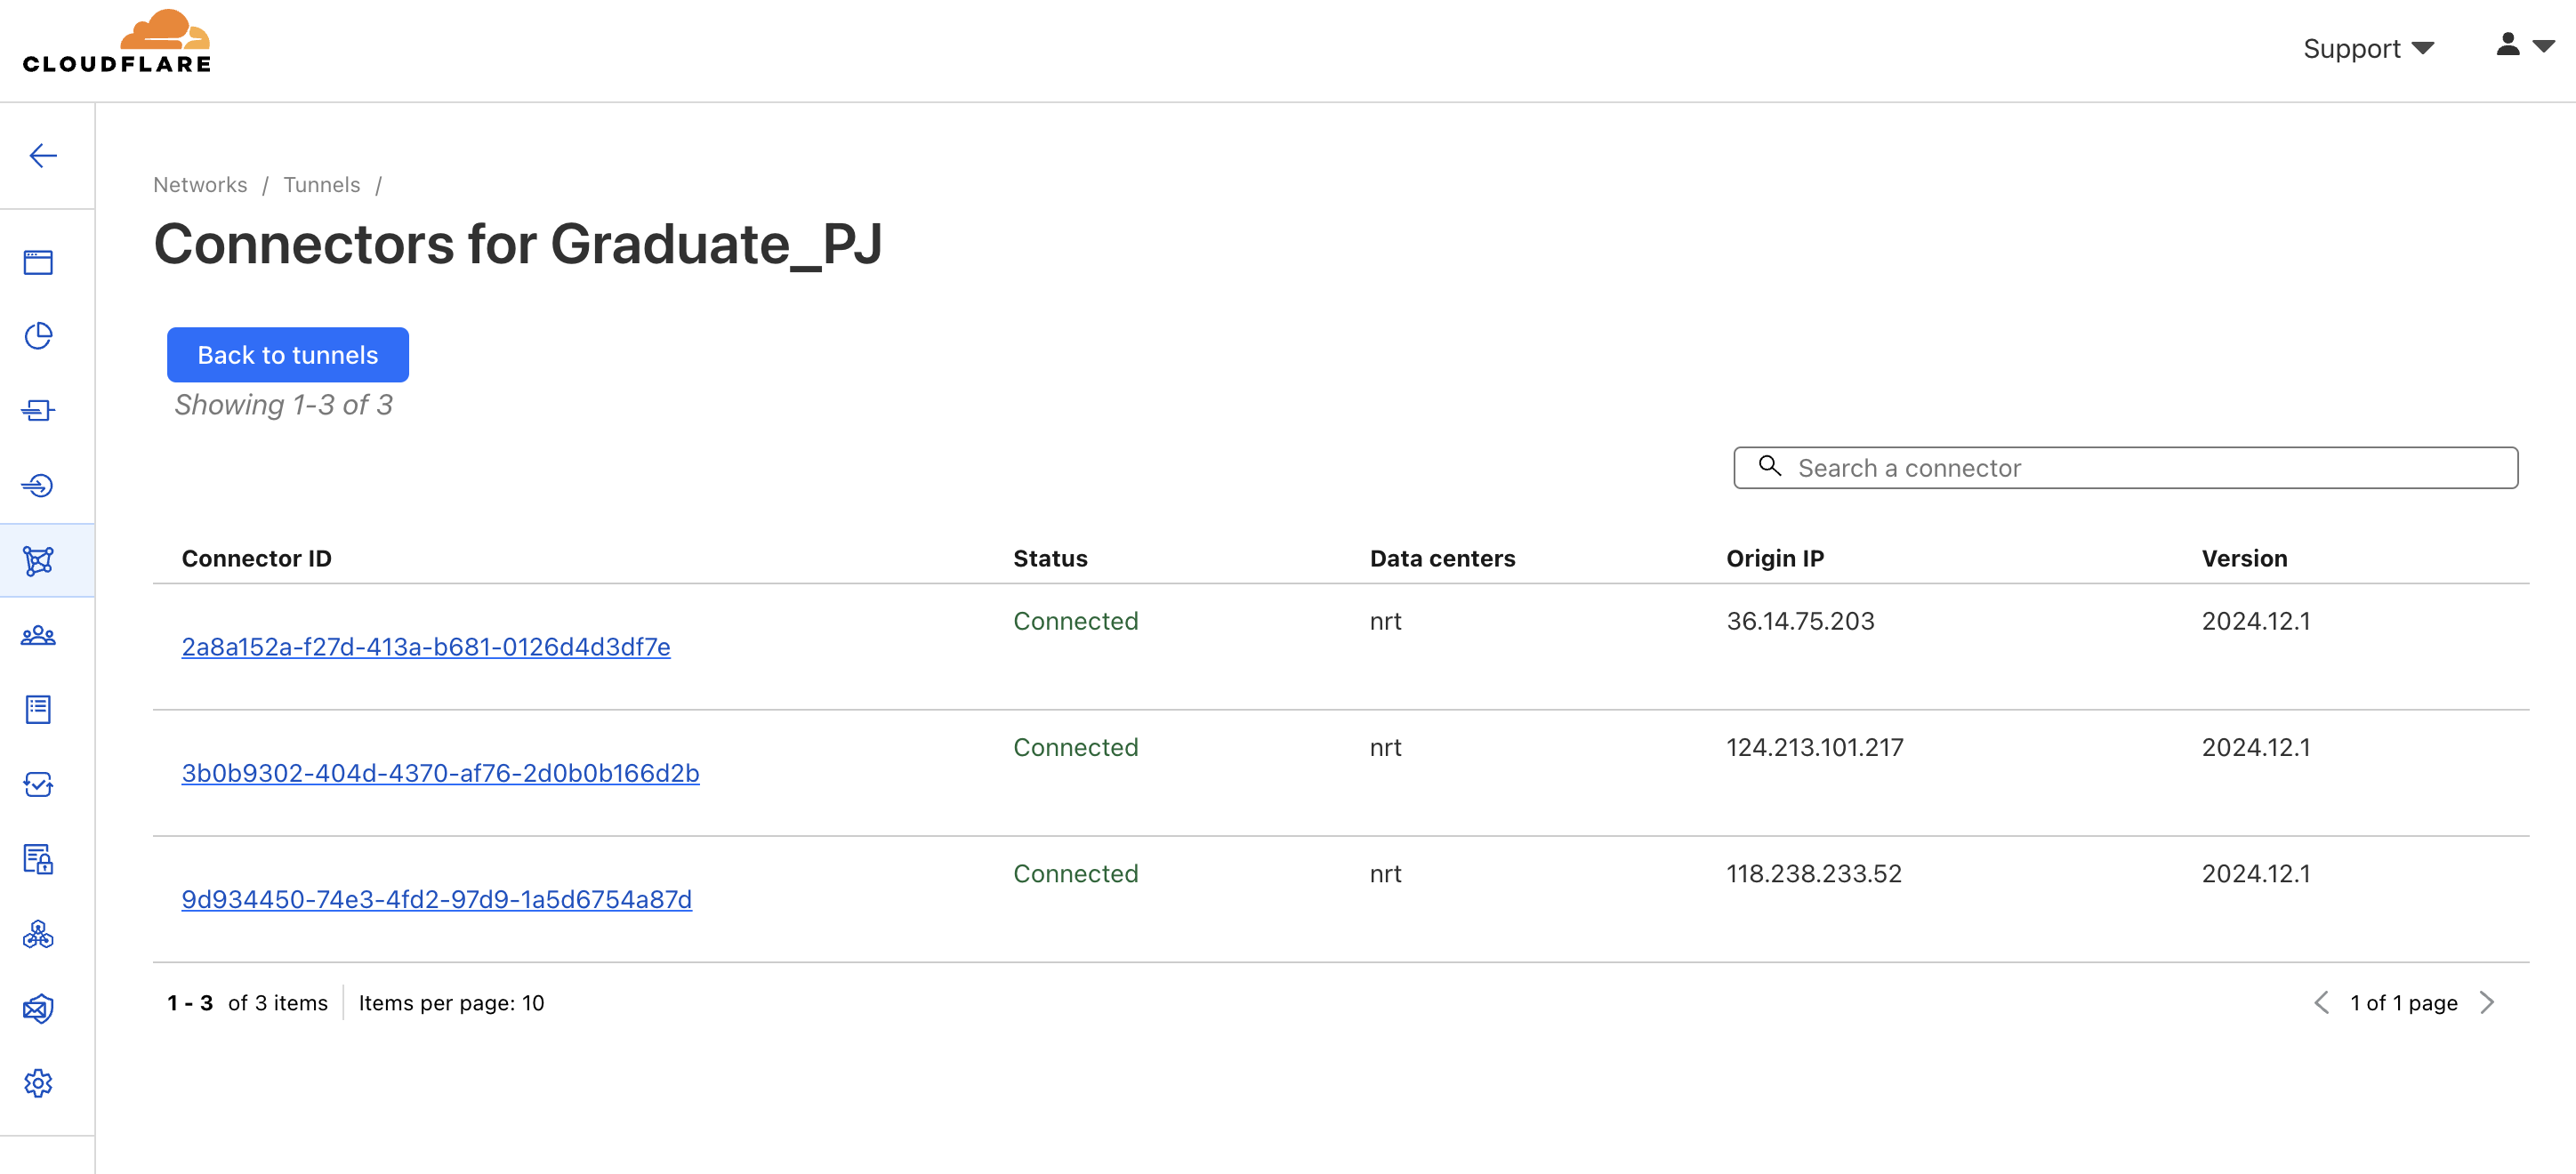 CLOUDFLARE
Support
Networks / Tunnels /
Connectors for Graduate_PJ
Back to tunnels
Showing 1-3 of 3
Search a connector
Connector ID Status Data centers Origin IP Version
2a8a152a-f27d-413a-b681-0126d4d3df7e Connected nrt 36.14.75.203 2024.12.1
3b0b9302-404d-4370-af76-2d0b0b166d2b Connected nrt 124.213.101.217 2024.12.1
9d934450-74e3-4fd2-97d9-1a5d6754a87d Connected nrt 118.238.233.52 2024.12.1
1 - 3 of 3 items Items per page: 10 1 of 1 page